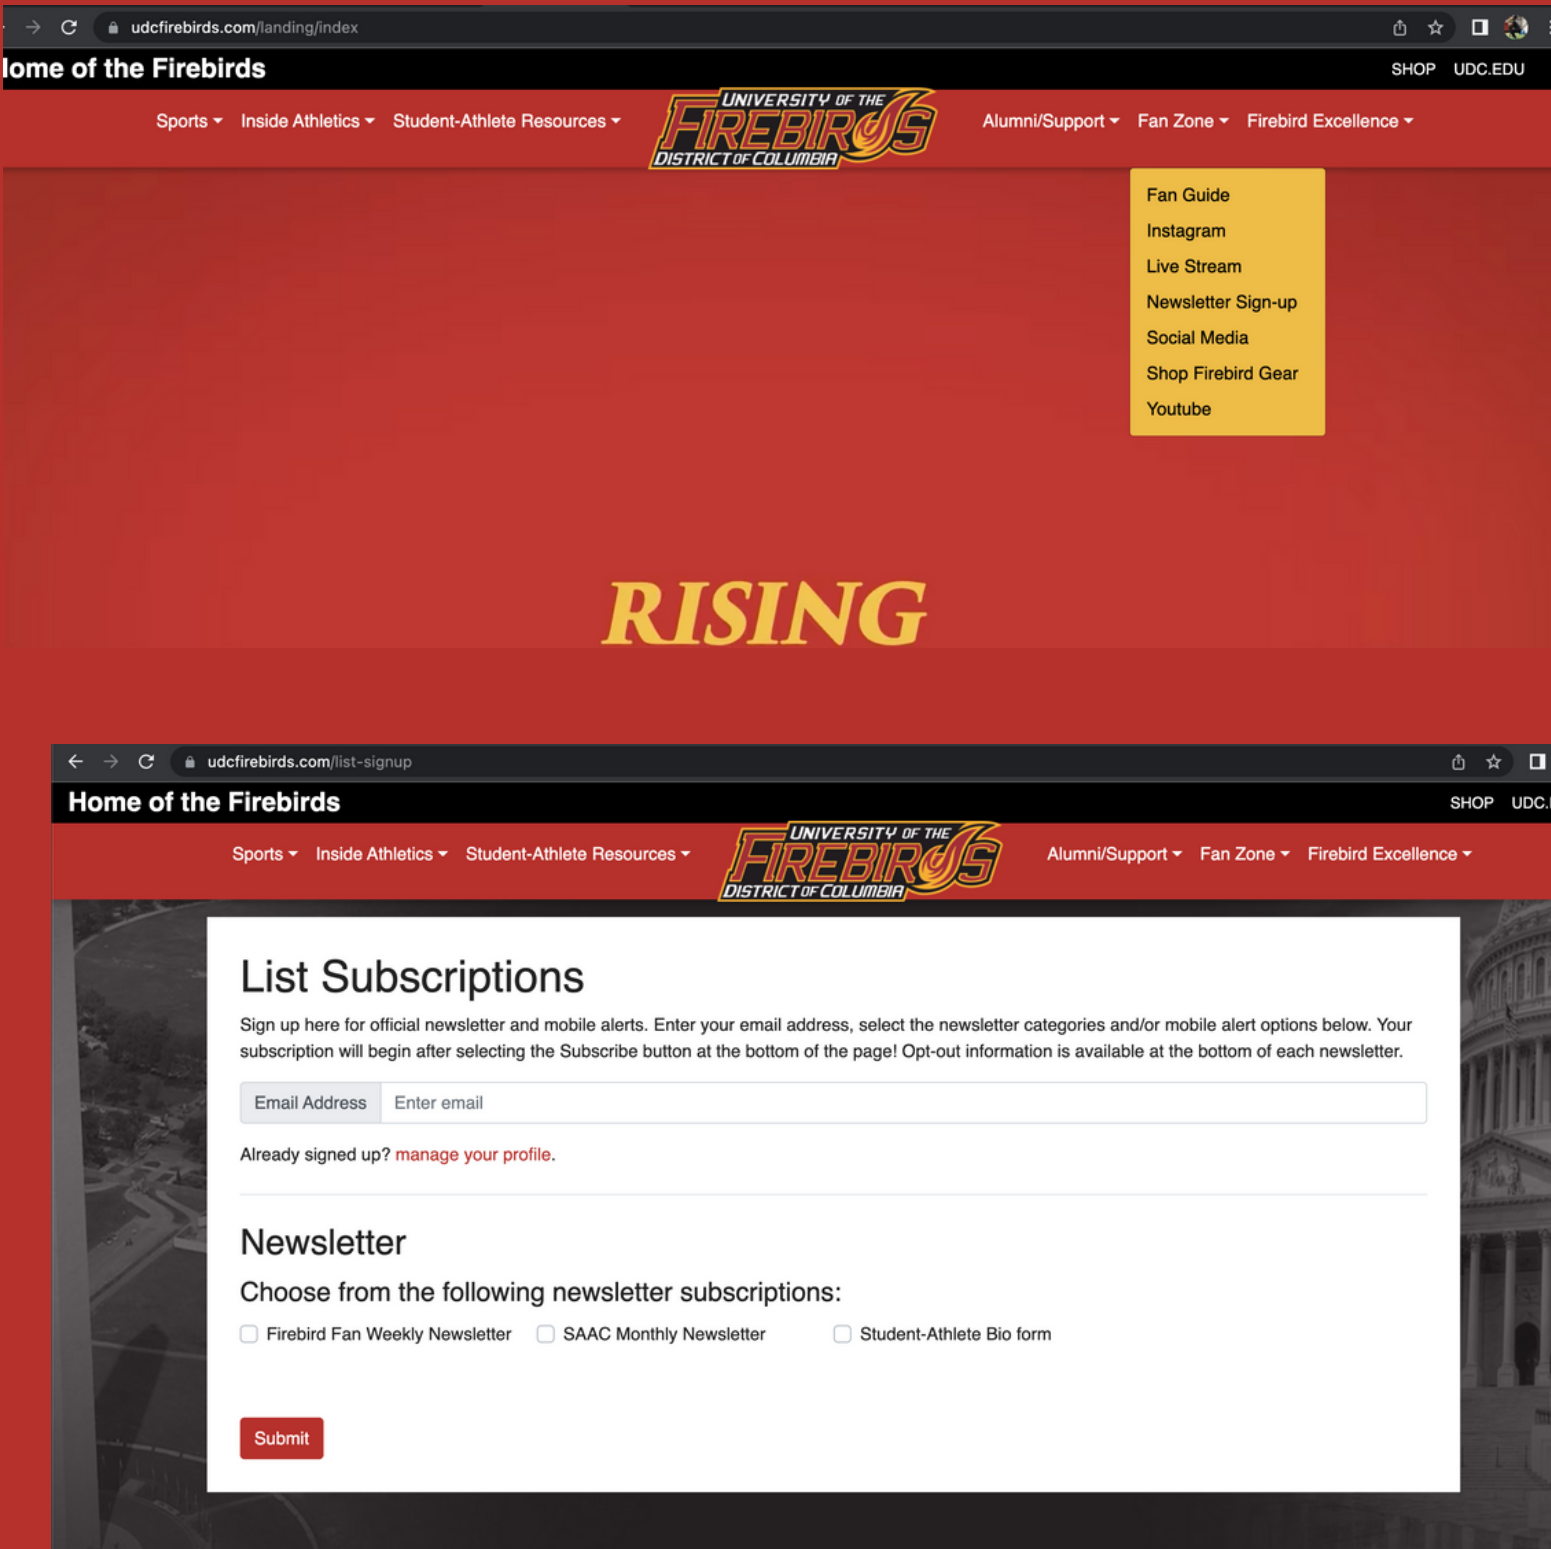 udcfirebirds.com/landing/index
Home of the Firebirds
SHOP UDC.EDU
Sports Inside Athletics Student-Athlete Resources
UNIVERSITY OF THE
FIREBIRDS
DISTRICT OF COLUMBIA
Alumni/Support Fan Zone Firebird Excellence
Fan Guide
Instagram
Live Stream
Newsletter Sign-up
Social Media
Shop Firebird Gear
Youtube
RISING
udcfirebirds.com/list-signup
Home of the Firebirds
SHOP UDC.
Sports Inside Athletics Student-Athlete Resources
UNIVERSITY OF THE
FIREBIRDS
DISTRICT OF COLUMBIA
Alumni/Support Fan Zone Firebird Excellence
List Subscriptions
Sign up here for official newsletter and mobile alerts. Enter your email address, select the newsletter categories and/or mobile alert options below. Your
subscription will begin after selecting the Subscribe button at the bottom of the page! Opt-out information is available at the bottom of each newsletter.
Email Address Enter email
Already signed up? manage your profile.
Newsletter
Choose from the following newsletter subscriptions:
Firebird Fan Weekly Newsletter SAAC Monthly Newsletter Student-Athlete Bio form
Submit